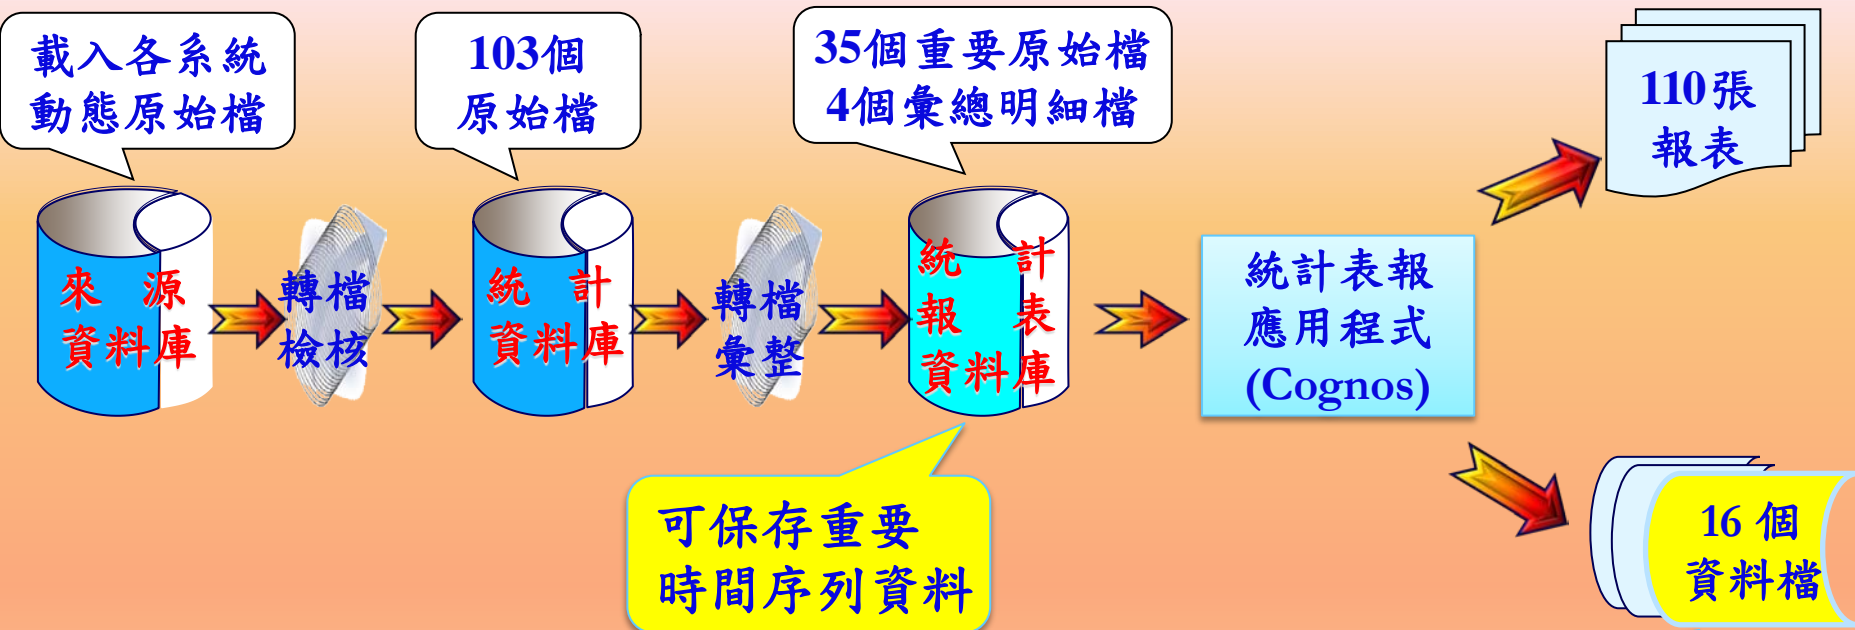 載入各系統
動態原始檔
103個
原始檔
35個重要原始檔
4個彙總明細檔
110張
報表
來 源
資料庫
轉檔
檢核
統 計
資料庫
轉檔
彙整
統 計
報 表
資料庫
統計表報
應用程式
(Cognos)
可保存重要
時間序列資料
16 個
資料檔